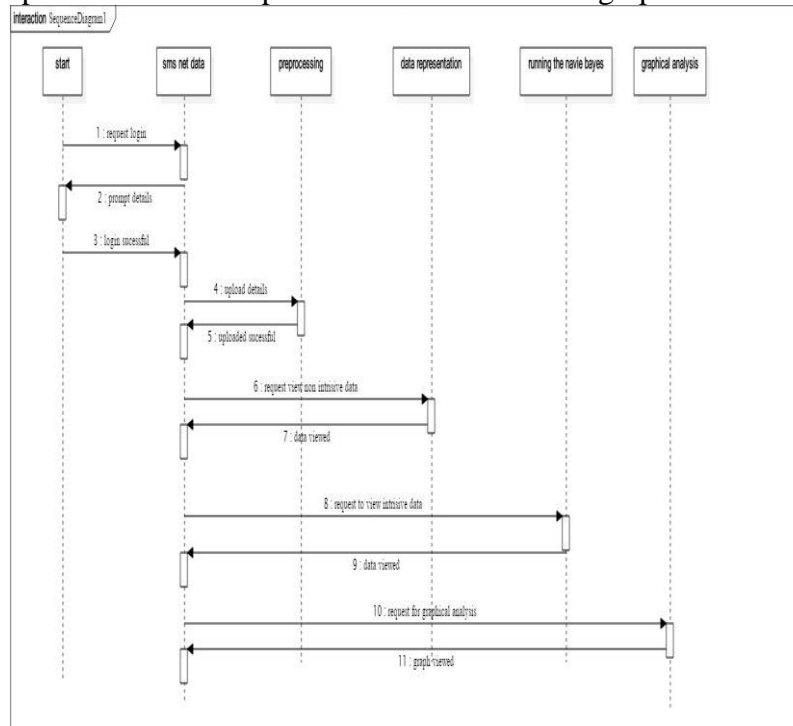 interaction SequenceDiagram1
start
sms net data
preprocessing
data representation
running the navie bayes
graphical analysis
1 : request login
2 : prompt details
3 : login sucessful
4 : upload details
5 : uploaded sucessful
6 : request view non intrisive data
7 : data viewed
8 : request to view intrisive data
9 : data viewed
10 : request for graphical analysis
11 : graph viewed